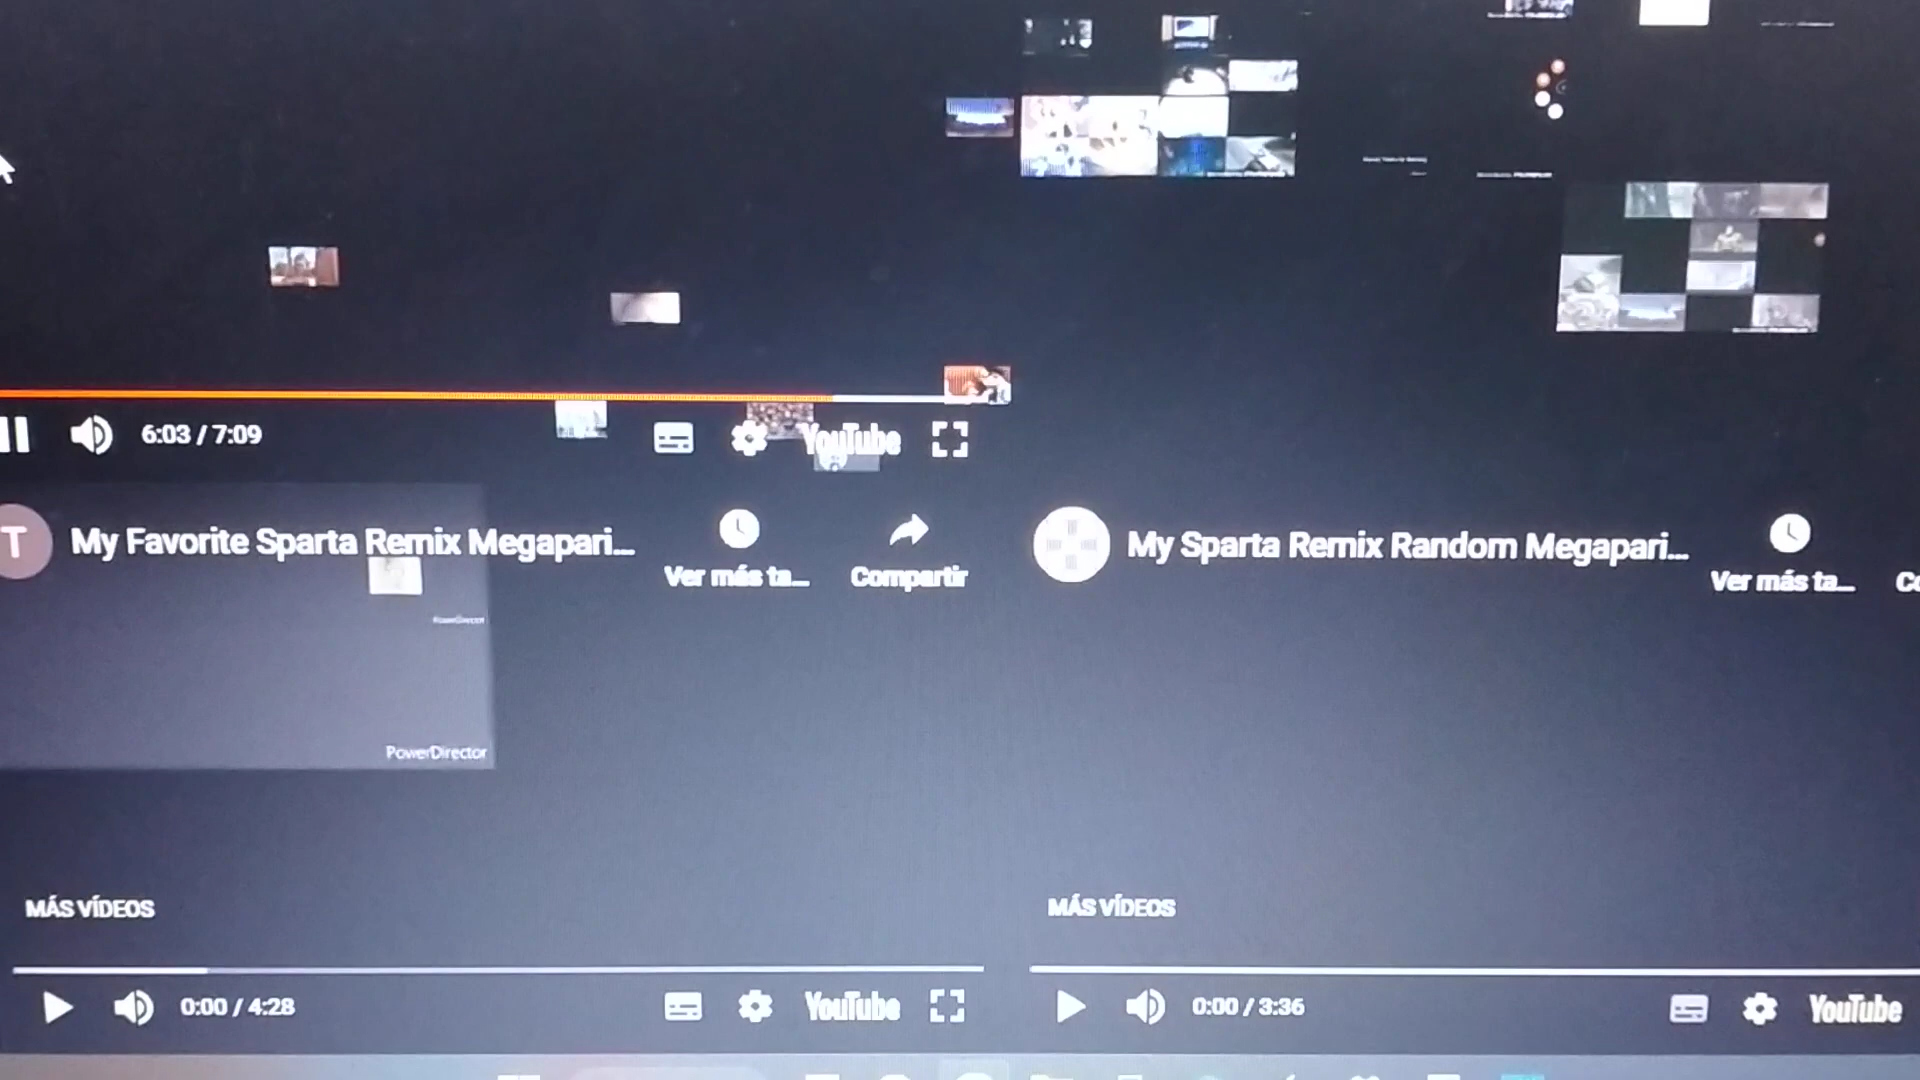 6:03 / 7:09
YouTube
T
My Favorite Sparta Remix Megapari...
Ver más ta...
Compartir
My Sparta Remix Random Megapari...
Ver más ta...
PowerDirector
PowerDirector
MÁS VÍDEOS
MÁS VÍDEOS
0:00 / 4:28
YouTube
0:00 / 3:36
YouTube